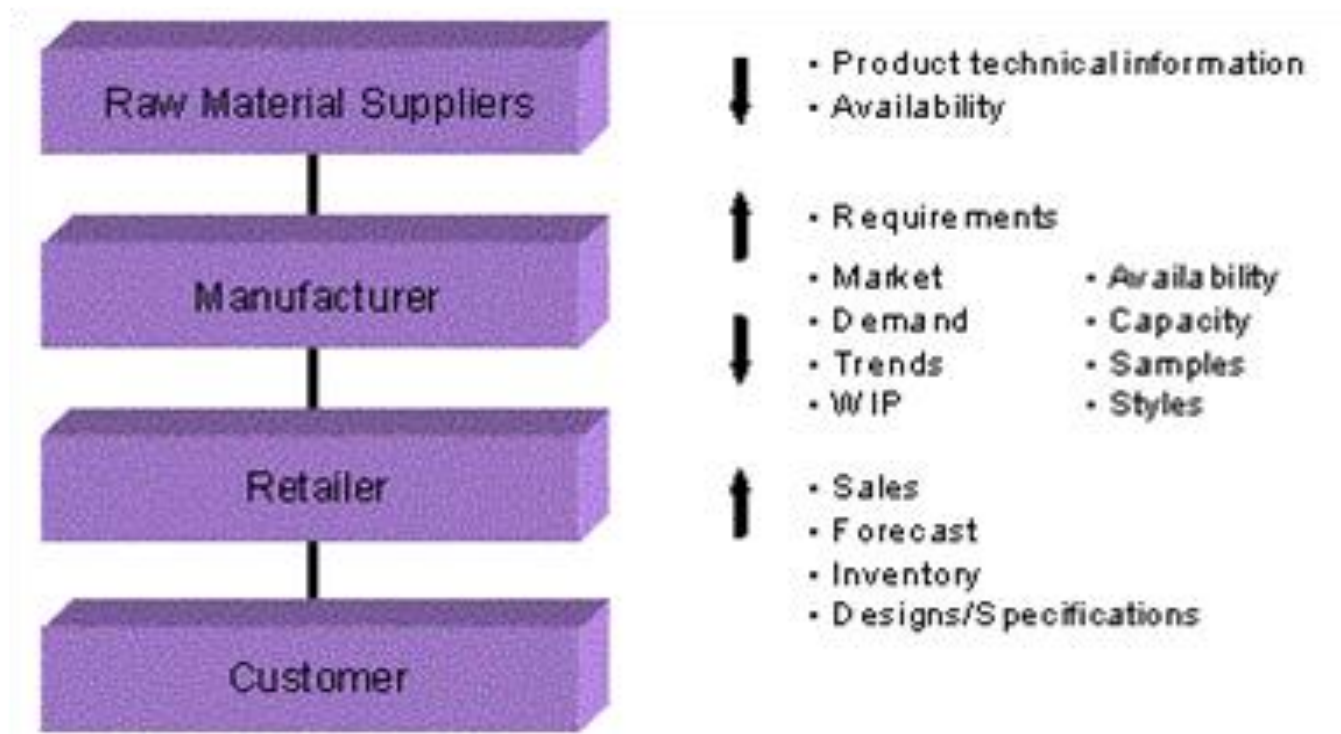 Raw Material Suppliers
Manufacturer
Retailer
Customer
• Product technical information
• Availability
• Requirements
• Market
• Demand
• Trends
• WIP
• Availability
• Capacity
• Samples
• Styles
• Sales
• Forecast
• Inventory
• Designs/Specifications